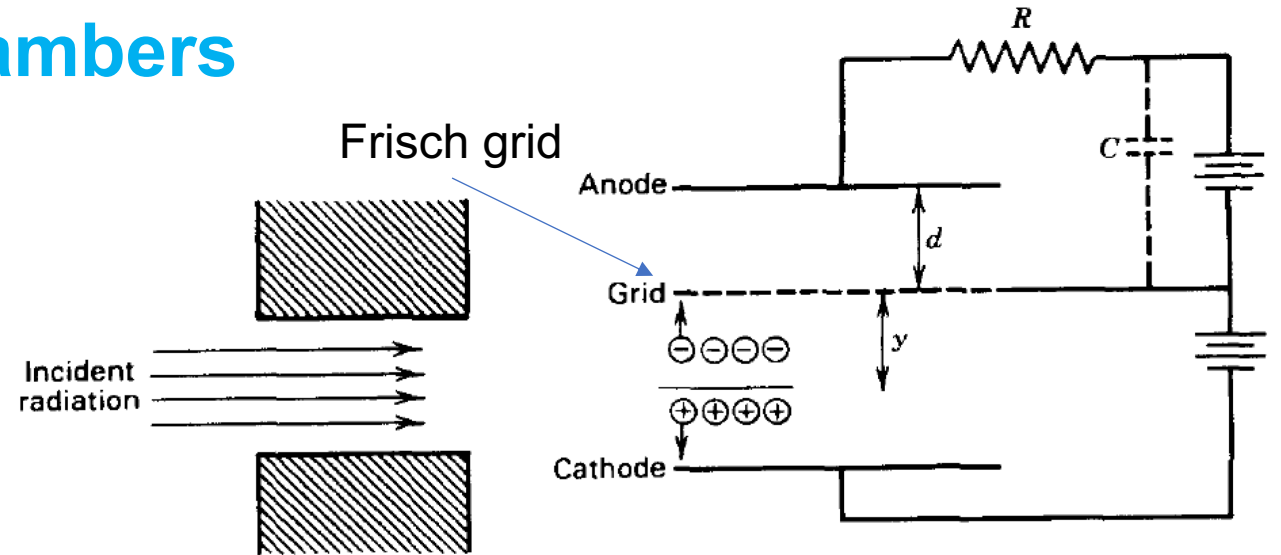 ambers
Frisch grid
R
C
Anode
d
Grid
y
Incident
radiation
Cathode